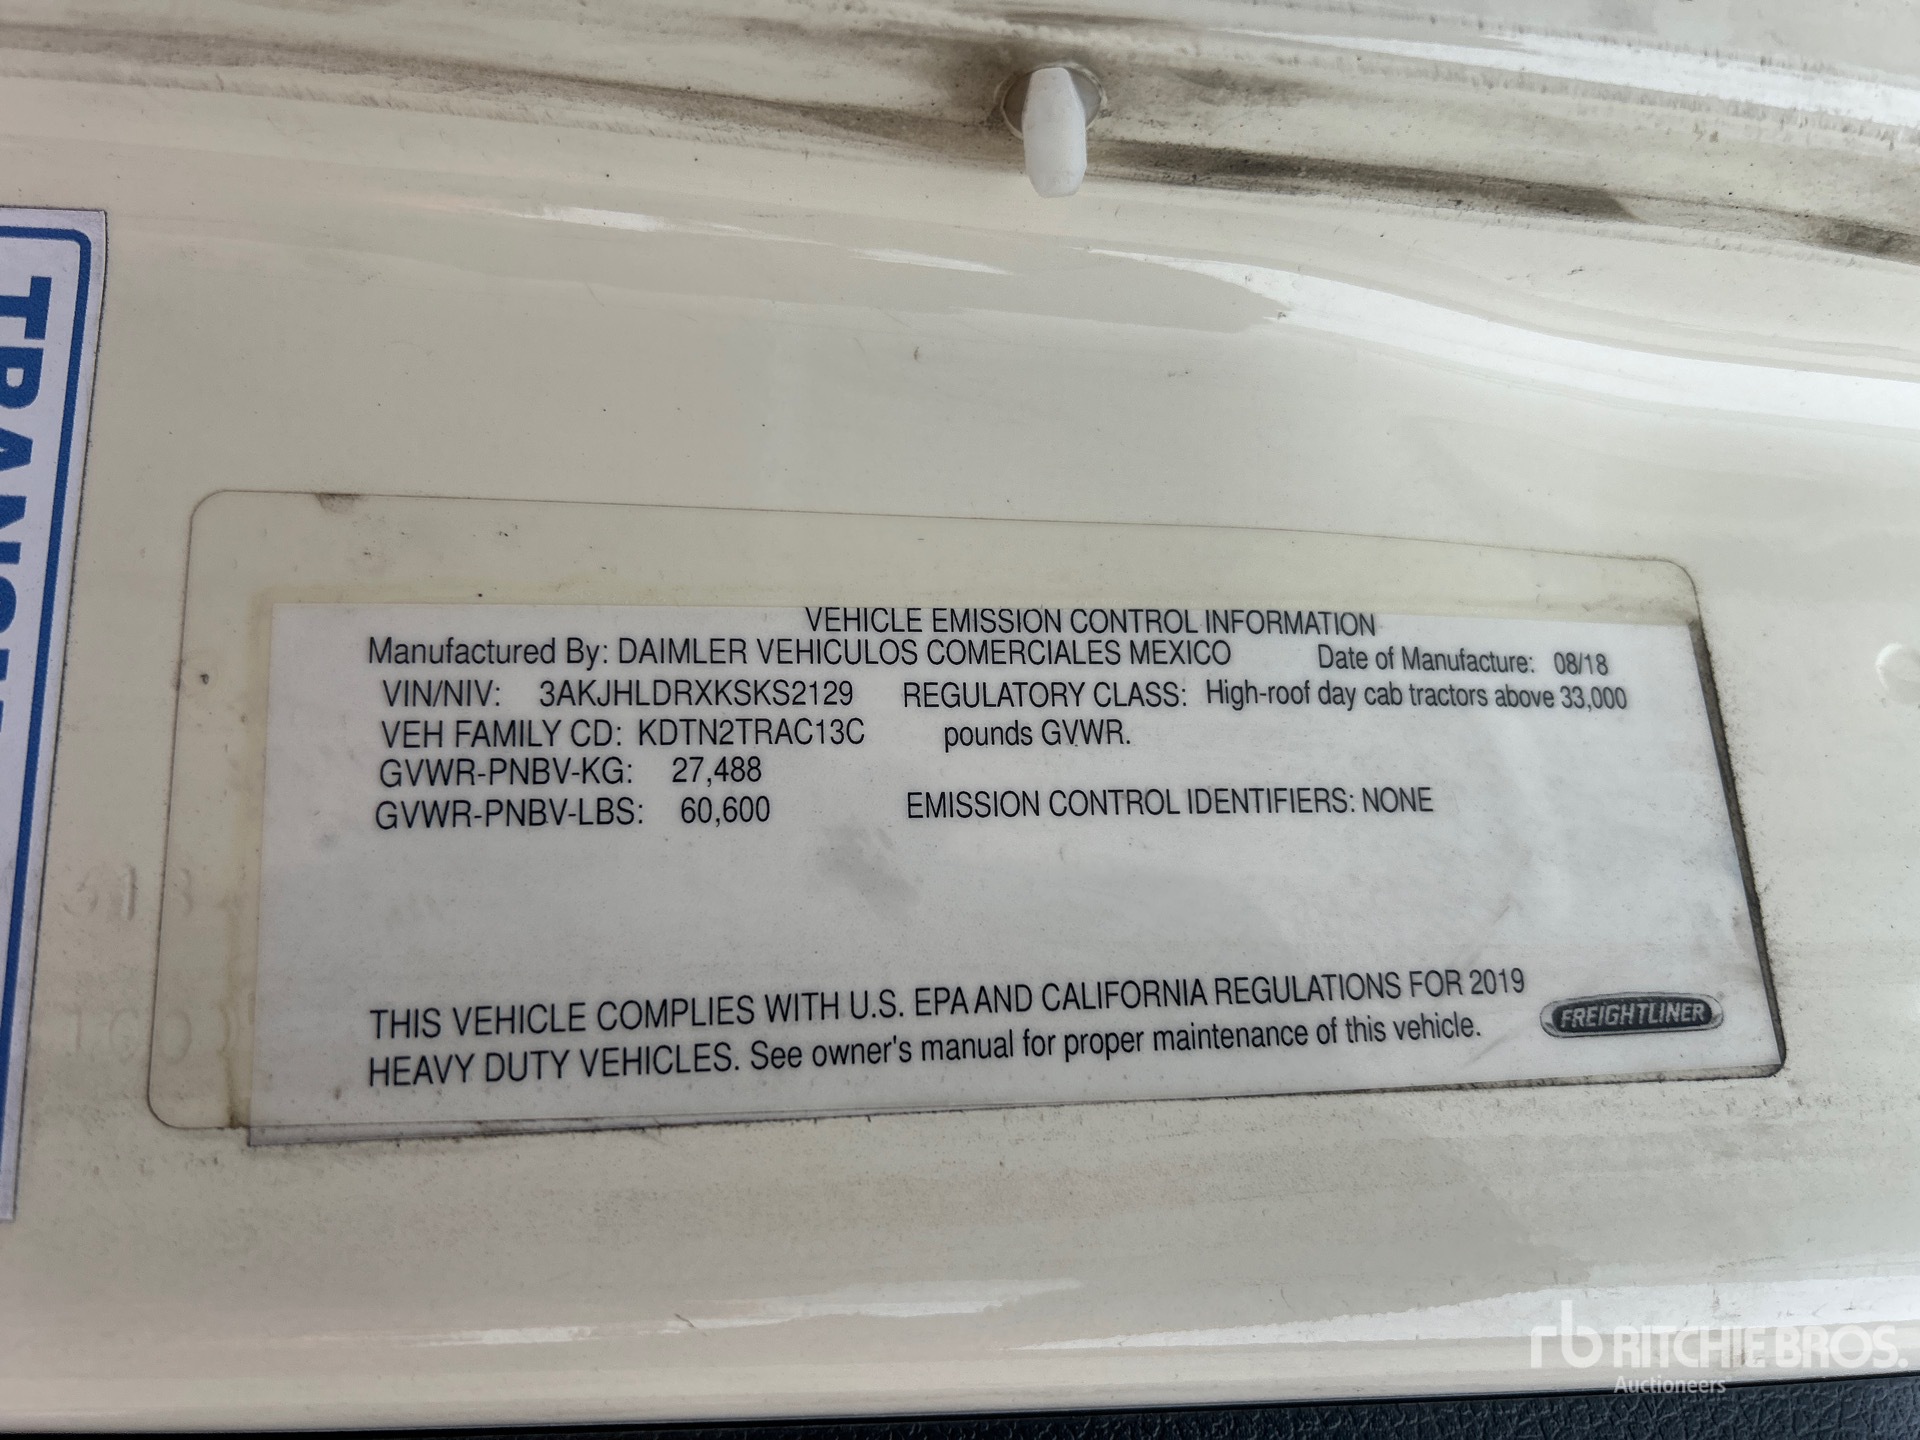 VEHICLE EMISSION CONTROL INFORMATION
Manufactured By: DAIMLER VEHICULOS COMERCIALES MEXICO Date of Manufacture: 08/18
VIN/NIV: 3AKJHLDRXKSKS2129 REGULATORY CLASS: High-roof day cab tractors above 33,000
VEH FAMILY CD: KDTN2TRAC13C pounds GVWR.
GVWR-PNBV-KG: 27,488
GVWR-PNBV-LBS: 60,600 EMISSION CONTROL IDENTIFIERS: NONE
THIS VEHICLE COMPLIES WITH U.S. EPA AND CALIFORNIA REGULATIONS FOR 2019
HEAVY DUTY VEHICLES. See owner's manual for proper maintenance of this vehicle.
FREIGHTLINER
rb RITCHIE BROS.
Auctioneers